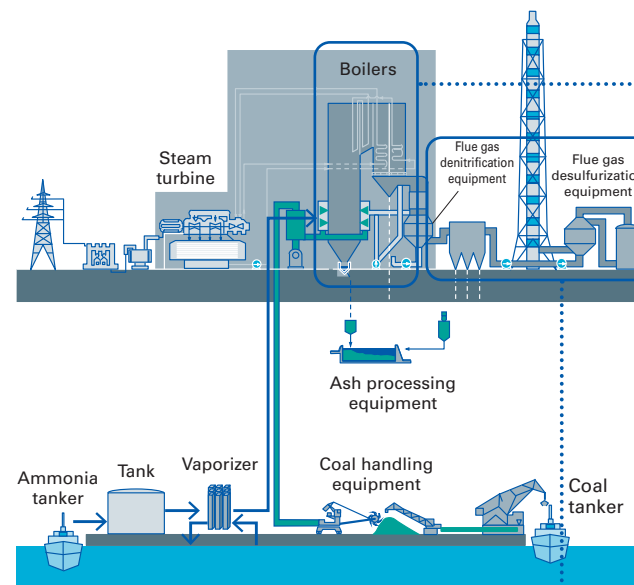 Boilers
Flue gas
denitrification
equipment
Flue gas
desulfurization
equipment
Steam
turbine
Ash processing
equipment
Ammonia
tanker
Tank
Vaporizer
Coal handling
equipment
Coal
tanker